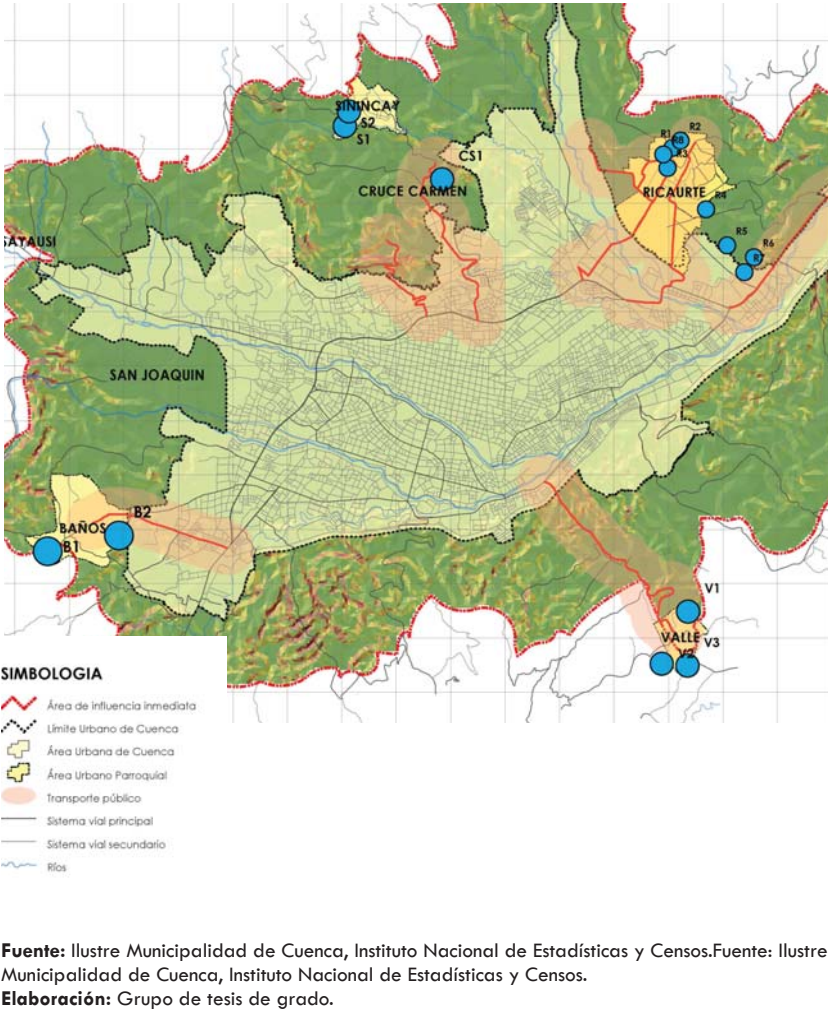 SININCAY
S2
S1
CS1
CRUCE CARMEN
R2
R1
R8
R3
RICAURTE
R4
R5
R6
SAYAUSI
SAN JOAQUIN
B2
BAÑOS
B1
V1
VALLE
V3
V2
SIMBOLOGIA
Área de influencia inmediata
Límite Urbano de Cuenca
Área Urbana de Cuenca
Área Urbano Parroquial
Transporte público
Sistema vial principal
Sistema vial secundario
Ríos
Fuente: Ilustre Municipalidad de Cuenca, Instituto Nacional de Estadísticas y Censos.Fuente: Ilustre
Municipalidad de Cuenca, Instituto Nacional de Estadísticas y Censos.
Elaboración: Grupo de tesis de grado.